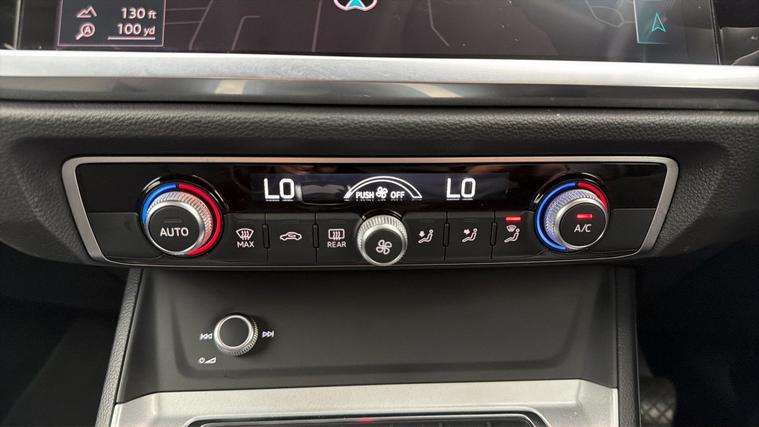 130 ft
100 yd
LO PUSH OFF LO
AUTO
MAX
REAR
A/C